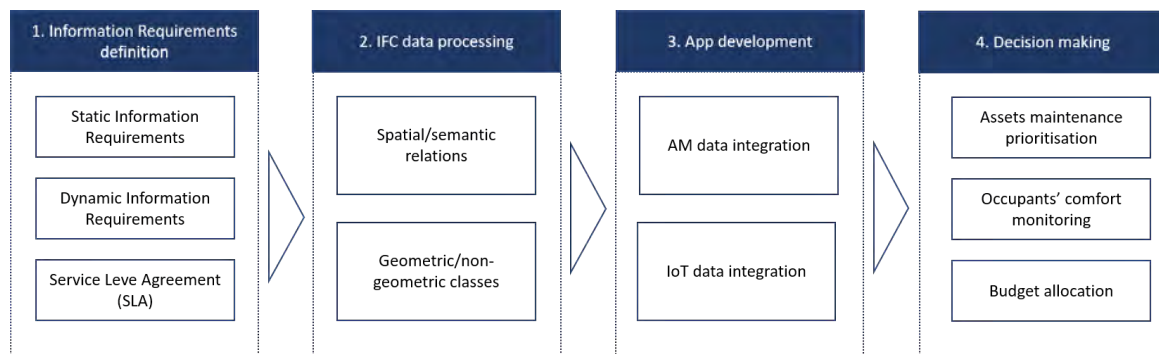 1. Information Requirements
definition
Static Information
Requirements
Dynamic Information
Requirements
Service Leve Agreement
(SLA)
2. IFC data processing
Spatial/semantic
relations
Geometric/non-
geometric classes
3. App development
AM data integration
IoT data integration
4. Decision making
Assets maintenance
prioritisation
Occupants’ comfort
monitoring
Budget allocation